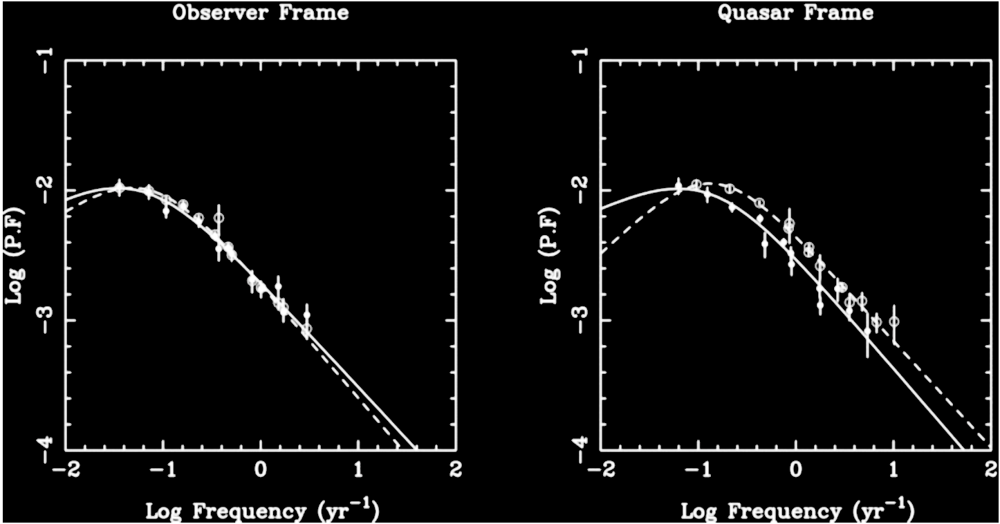 Observer Frame
Quasar Frame
Log (P.F)
−1
−2
−3
−4
−2 −1 0 1 2
Log Frequency (yr⁻¹)
Log (P.F)
−1
−2
−3
−4
−2 −1 0 1 2
Log Frequency (yr⁻¹)